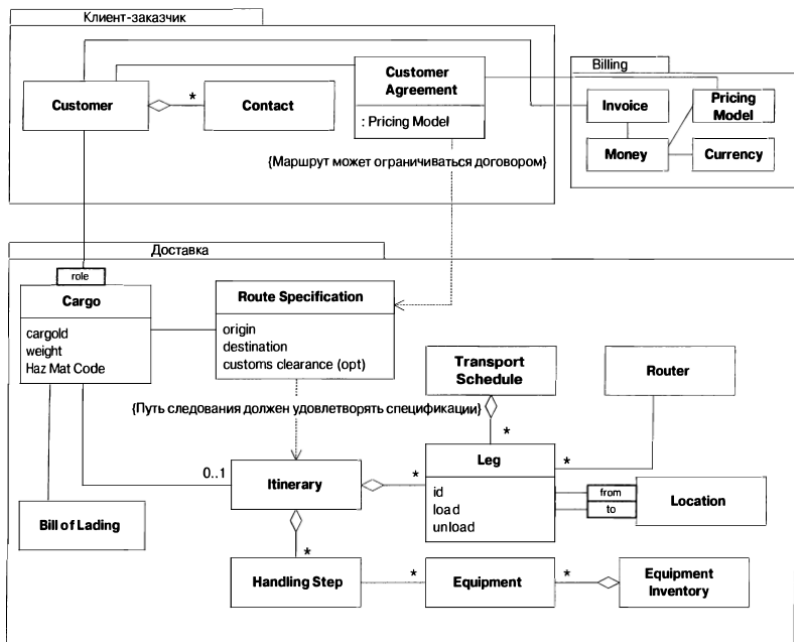 Клиент-заказчик
Customer
*
Contact
Customer
Agreement
: Pricing Model
Billing
Invoice
Pricing
Model
Money
Currency
{Маршрут может ограничиваться договором}
Доставка
role
Cargo
cargoId
weight
Haz Mat Code
Route Specification
origin
destination
customs clearance (opt)
Transport
Schedule
*
Router
*
{Путь следования должен удовлетворять спецификации}
0..1
Itinerary
*
Leg
id
load
unload
from
to
Location
Bill of Lading
*
Handling Step
*
Equipment
*
Equipment
Inventory